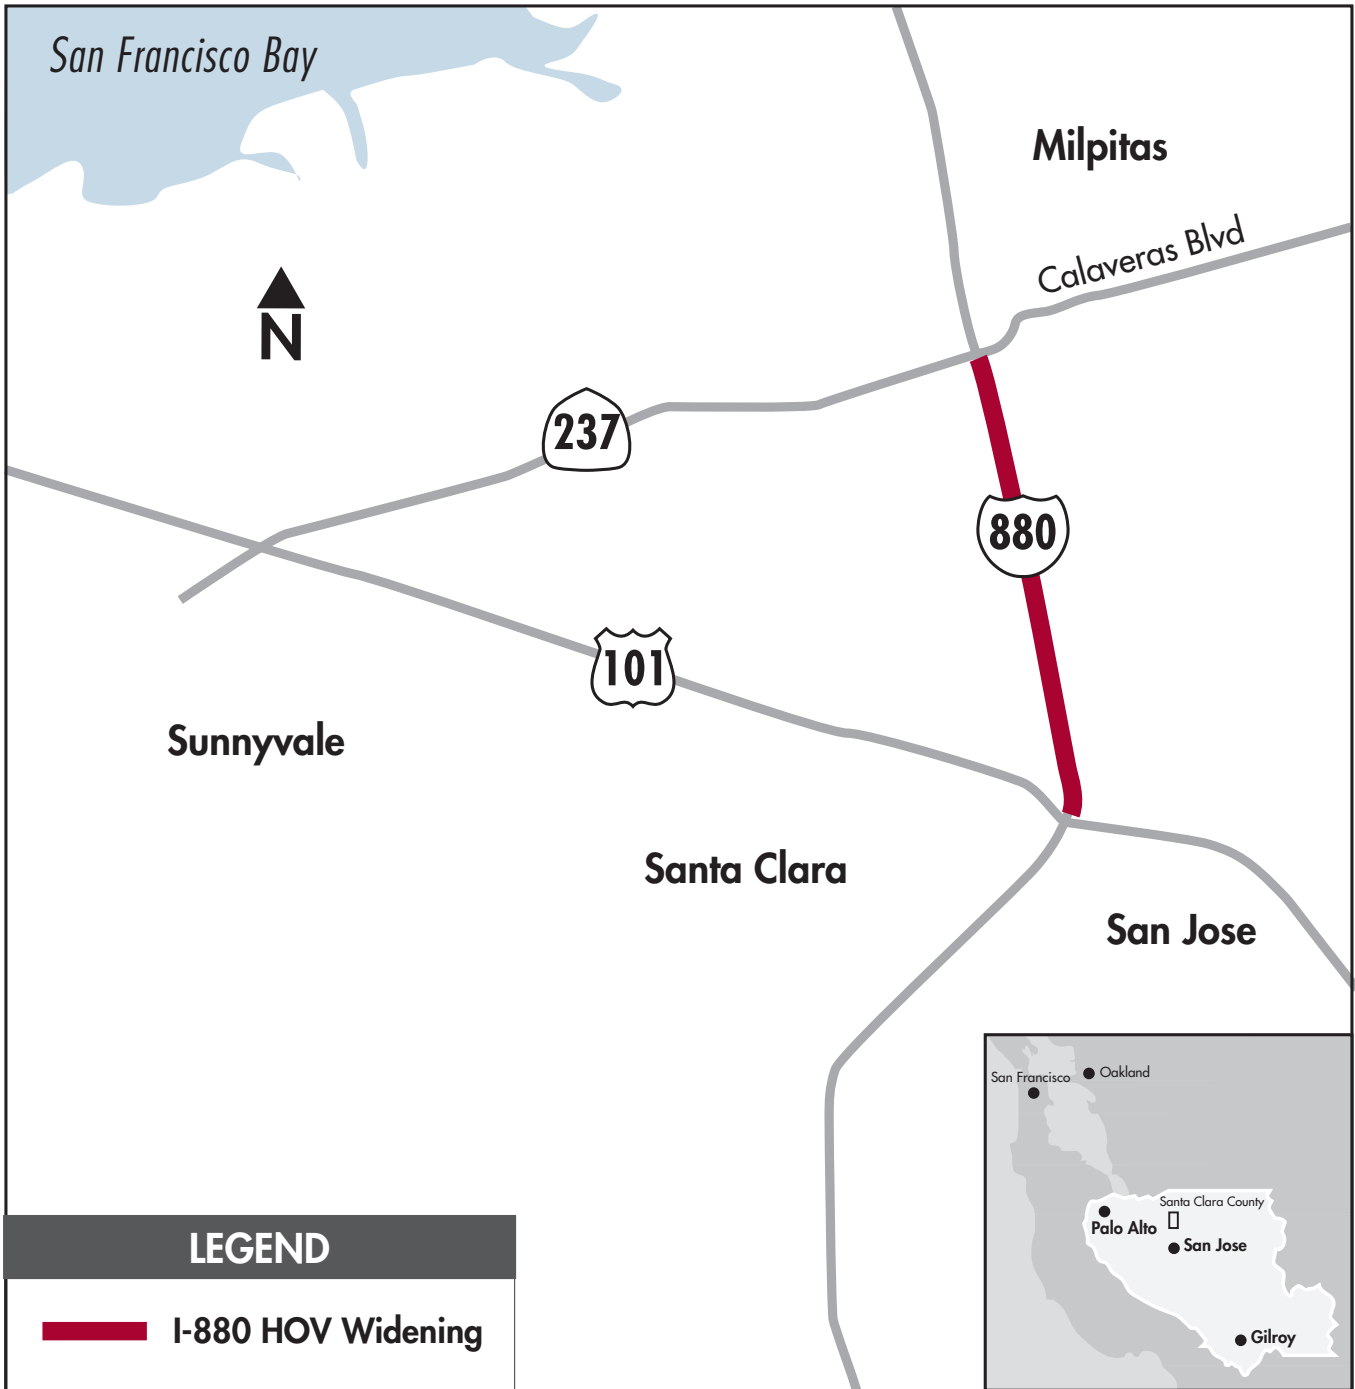 San Francisco Bay
Milpitas
Calaveras Blvd
N
237
880
101
Sunnyvale
Santa Clara
San Jose
San Francisco
Oakland
Santa Clara County
Palo Alto
San Jose
Gilroy
LEGEND
I-880 HOV Widening